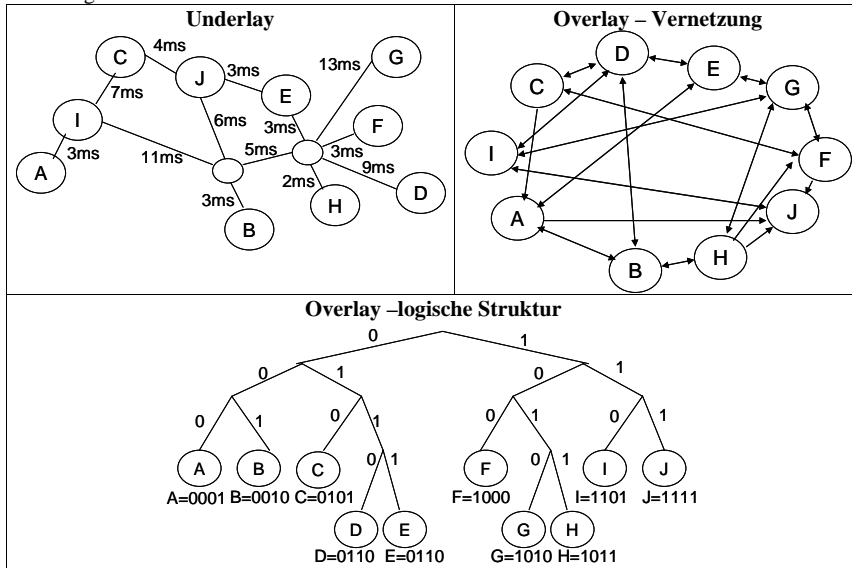 Underlay
Overlay – Vernetzung
C
4ms
J
3ms
E
13ms
G
7ms
I
6ms
3ms
F
3ms
A
11ms
5ms
3ms
9ms
2ms
D
3ms
H
B
D
C
E
G
I
F
A
J
B
H
Overlay –logische Struktur
0 1
0 1 0 1
0 1 0 1 0 1 0 1
A B C 0 1 F 0 1 I J
A=0001 B=0010 C=0101 F=1000 I=1101 J=1111
D E G H
D=0110 E=0110 G=1010 H=1011